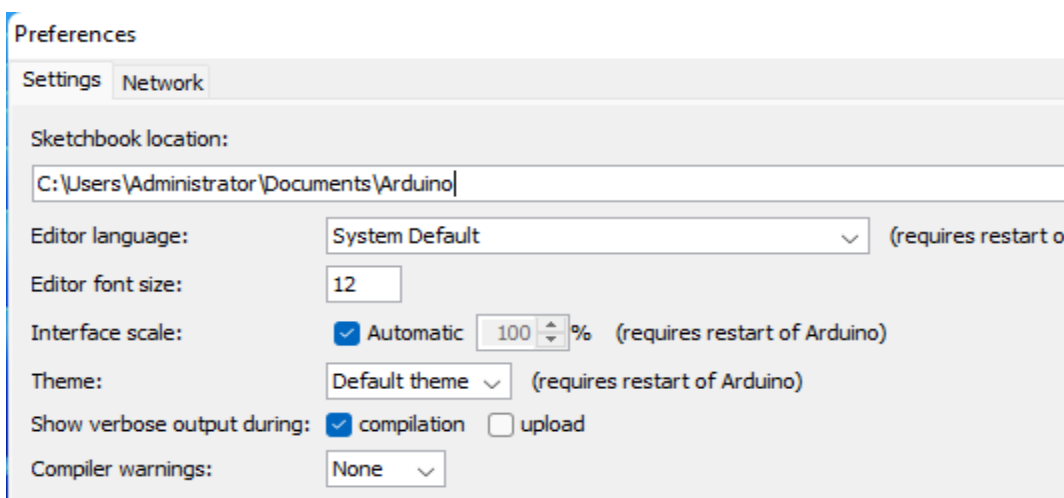 Preferences
Settings Network
Sketchbook location:
C:\Users\Administrator\Documents\Arduino
Editor language: System Default (requires restart o
Editor font size: 12
Interface scale: Automatic 100 % (requires restart of Arduino)
Theme: Default theme (requires restart of Arduino)
Show verbose output during: compilation upload
Compiler warnings: None